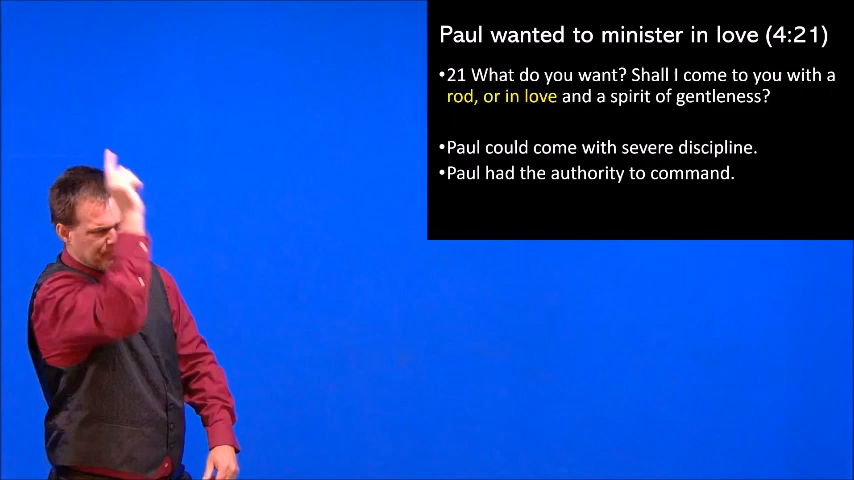 Paul wanted to minister in love (4:21)
•21 What do you want? Shall I come to you with a
rod, or in love and a spirit of gentleness?
•Paul could come with severe discipline.
•Paul had the authority to command.